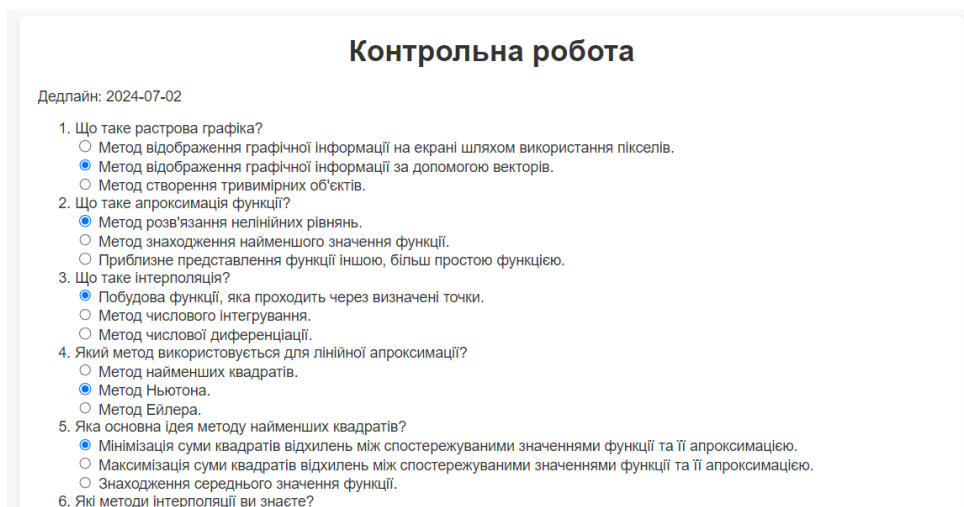 Контрольна робота
Дедлайн: 2024-07-02
1. Що таке растрова графіка?
Метод відображення графічної інформації на екрані шляхом використання пікселів.
Метод відображення графічної інформації за допомогою векторів.
Метод створення тривимірних об'єктів.
2. Що таке апроксимація функції?
Метод розв'язання нелінійних рівнянь.
Метод знаходження найменшого значення функції.
Приблизне представлення функції іншою, більш простою функцією.
3. Що таке інтерполяція?
Побудова функції, яка проходить через визначені точки.
Метод числового інтегрування.
Метод числової диференціації.
4. Який метод використовується для лінійної апроксимації?
Метод найменших квадратів.
Метод Ньютона.
Метод Ейлера.
5. Яка основна ідея методу найменших квадратів?
Мінімізація суми квадратів відхилень між спостережуваними значеннями функції та її апроксимацією.
Максимізація суми квадратів відхилень між спостережуваними значеннями функції та її апроксимацією.
Знаходження середнього значення функції.
6. Які методи інтерполяції ви знаєте?